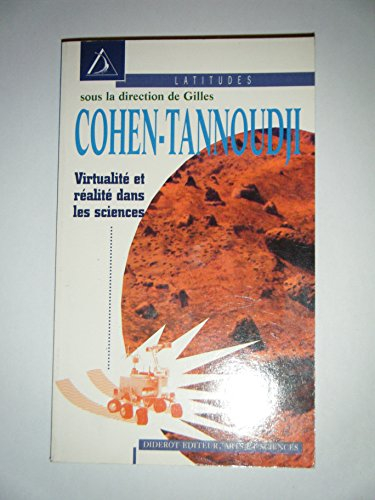 LATITUDES
sous la direction de Gilles
COHEN-TANNOUDJI
Virtualité et
réalité dans
les sciences
DIDEROT EDITEUR, ARTS ET SCIENCES